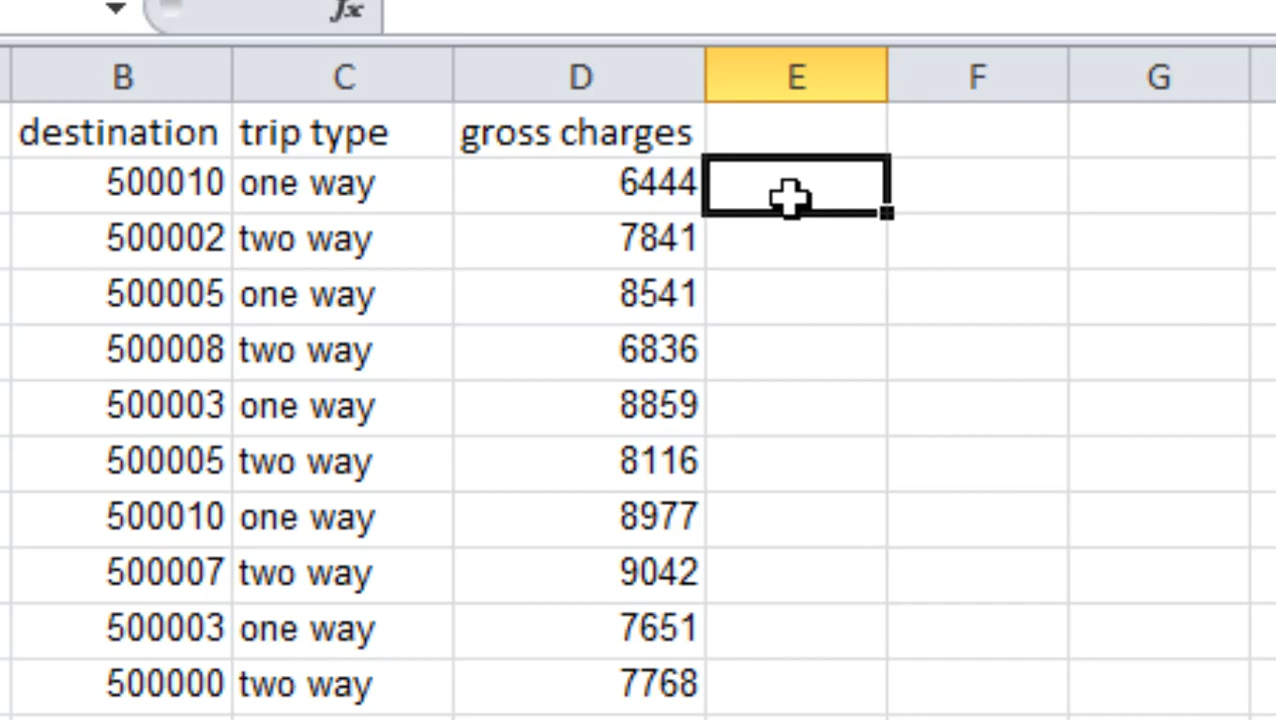 fx
B C D E F G
destination trip type gross charges
500010 one way 6444
500002 two way 7841
500005 one way 8541
500008 two way 6836
500003 one way 8859
500005 two way 8116
500010 one way 8977
500007 two way 9042
500003 one way 7651
500000 two way 7768